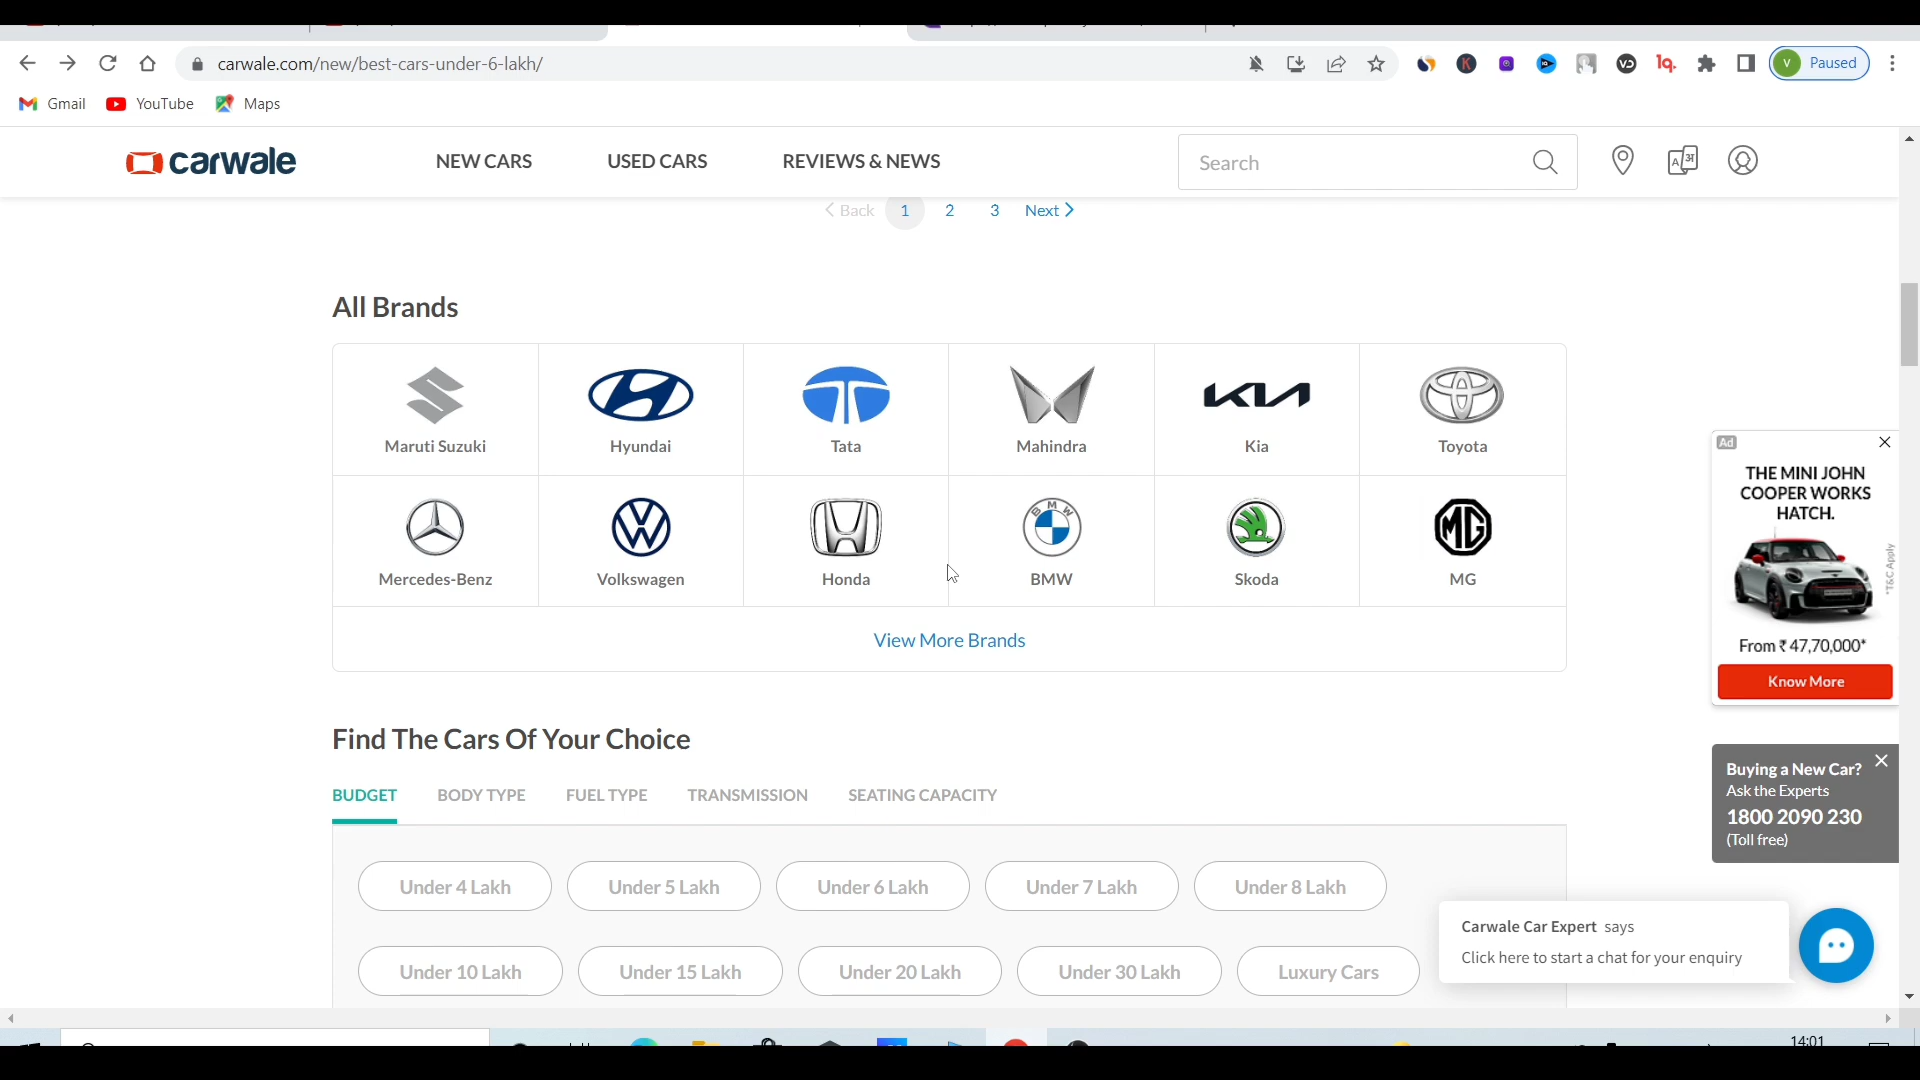 carwale.com/new/best-cars-under-6-lakh/
Paused
Gmail YouTube Maps
carwale NEW CARS USED CARS REVIEWS & NEWS Search
Back 1 2 3 Next
All Brands
Maruti Suzuki Hyundai Tata Mahindra Kia Toyota
Mercedes-Benz Volkswagen Honda BMW Skoda MG
View More Brands
Ad
THE MINI JOHN
COOPER WORKS
HATCH.
*T&C Apply
From ₹ 47,70,000*
Know More
Find The Cars Of Your Choice
BUDGET BODY TYPE FUEL TYPE TRANSMISSION SEATING CAPACITY
Buying a New Car?
Ask the Experts
1800 2090 230
(Toll free)
Under 4 Lakh Under 5 Lakh Under 6 Lakh Under 7 Lakh Under 8 Lakh
Under 10 Lakh Under 15 Lakh Under 20 Lakh Under 30 Lakh Luxury Cars
Carwale Car Expert says
Click here to start a chat for your enquiry
14:01